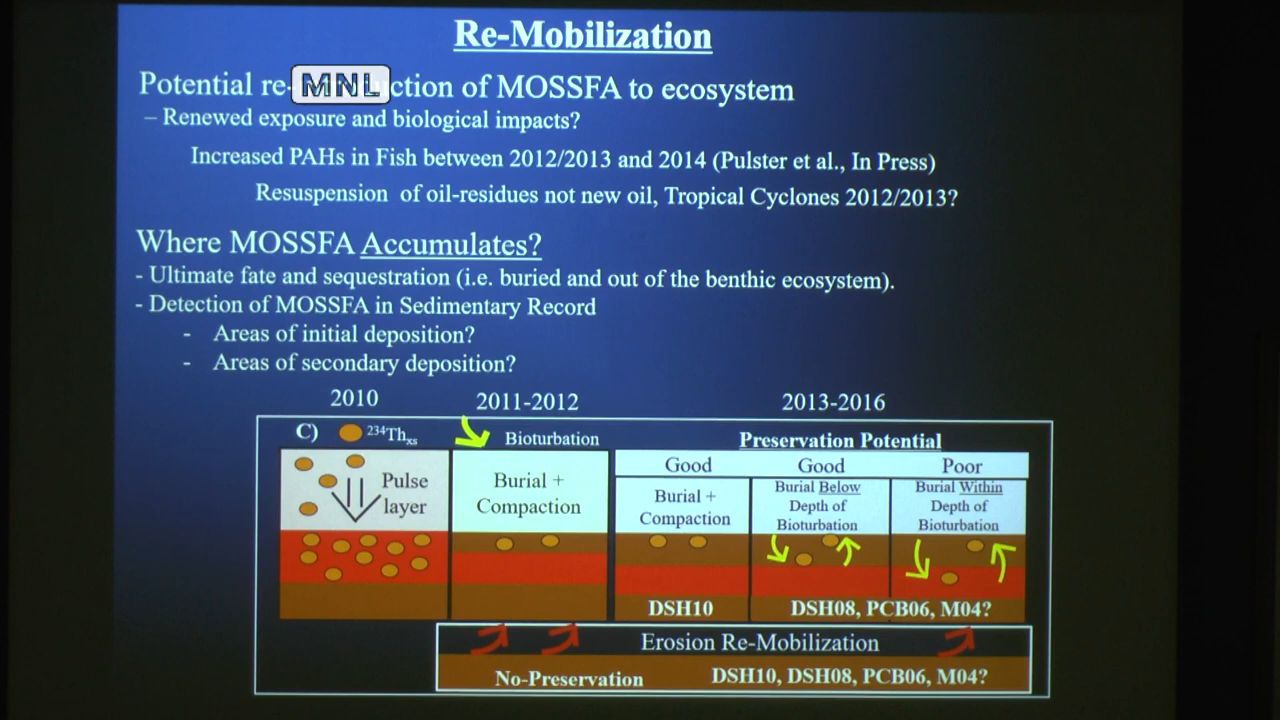 Re-Mobilization
Potential re- MNL ction of MOSSFA to ecosystem
– Renewed exposure and biological impacts?
Increased PAHs in Fish between 2012/2013 and 2014 (Pulster et al., In Press)
Resuspension of oil-residues not new oil, Tropical Cyclones 2012/2013?
Where MOSSFA Accumulates?
- Ultimate fate and sequestration (i.e. buried and out of the benthic ecosystem).
- Detection of MOSSFA in Sedimentary Record
- Areas of initial deposition?
- Areas of secondary deposition?
2010 2011-2012 2013-2016
C) 234Thxs Bioturbation Preservation Potential
Good Good Poor
Pulse layer
Burial + Compaction
Burial + Compaction
Burial Below Depth of Bioturbation
Burial Within Depth of Bioturbation
DSH10 DSH08, PCB06, M04?
Erosion Re-Mobilization
No-Preservation DSH10, DSH08, PCB06, M04?